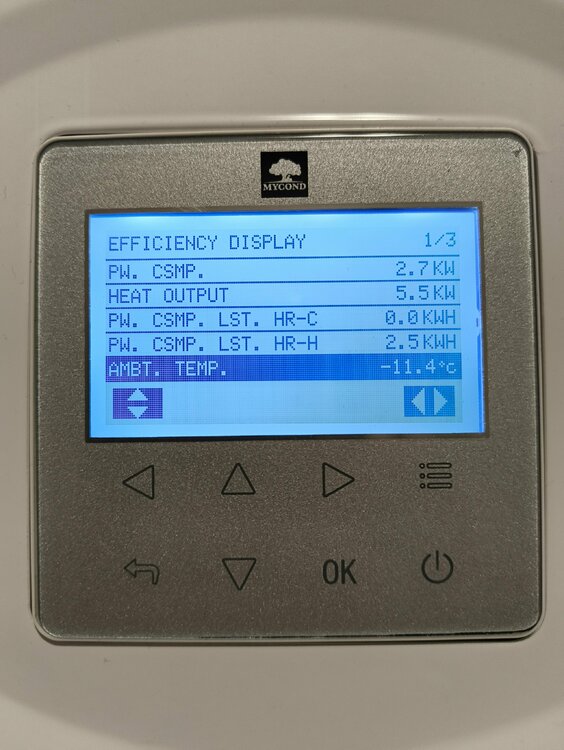 MYCOND
EFFICIENCY DISPLAY 1/3
PW. CSMP. 2.7KW
HEAT OUTPUT 5.5KW
PW. CSMP. LST. HR-C 0.0KWH
PW. CSMP. LST. HR-H 2.5KWH
AMBT. TEMP. -11.4°c
OK